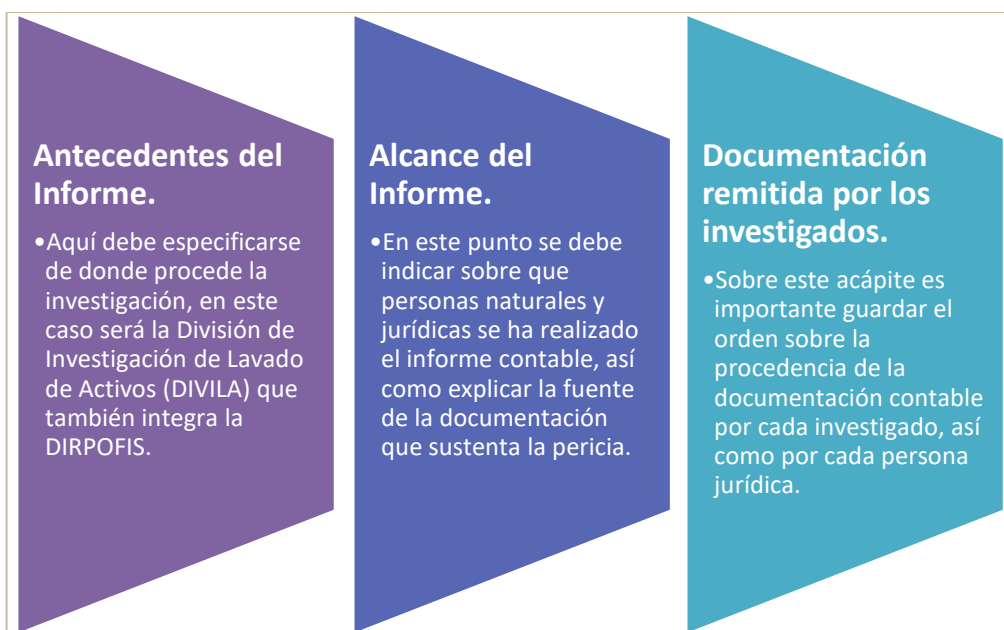 Antecedentes del
Informe.
•Aquí debe especificarse
de donde procede la
investigación, en este
caso será la División de
Investigación de Lavado
de Activos (DIVILA) que
también integra la
DIRPOFIS.
Alcance del
Informe.
•En este punto se debe
indicar sobre que
personas naturales y
jurídicas se ha realizado
el informe contable, así
como explicar la fuente
de la documentación
que sustenta la pericia.
Documentación
remitida por los
investigados.
•Sobre este acápite es
importante guardar el
orden sobre la
procedencia de la
documentación contable
por cada investigado, así
como por cada persona
jurídica.